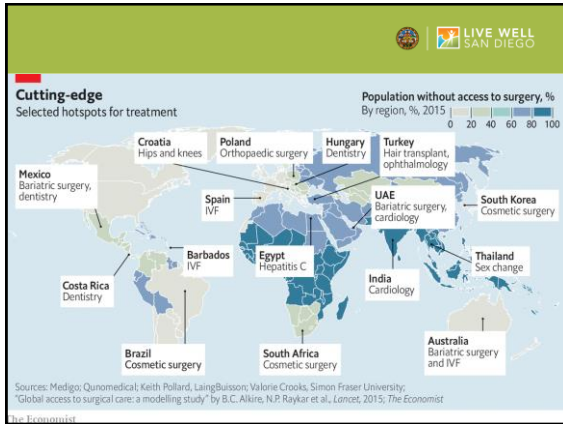 LIVE WELL
SAN DIEGO
Cutting-edge
Selected hotspots for treatment
Population without access to surgery, %
By region, %, 2015
0 20 40 60 80 100
Croatia
Hips and knees
Poland
Orthopaedic surgery
Hungary
Dentistry
Turkey
Hair transplant,
ophthalmology
Mexico
Bariatric surgery,
dentistry
Spain
IVF
UAE
Bariatric surgery,
cardiology
South Korea
Cosmetic surgery
Barbados
IVF
Egypt
Hepatitis C
Thailand
Sex change
Costa Rica
Dentistry
India
Cardiology
Brazil
Cosmetic surgery
South Africa
Cosmetic surgery
Australia
Bariatric surgery
and IVF
Sources: Medigo; Qunomedical; Keith Pollard, LaingBuisson; Valorie Crooks, Simon Fraser University;
"Global access to surgical care: a modelling study" by B.C. Alkire, N.P. Raykar et al., Lancet, 2015; The Economist
The Economist